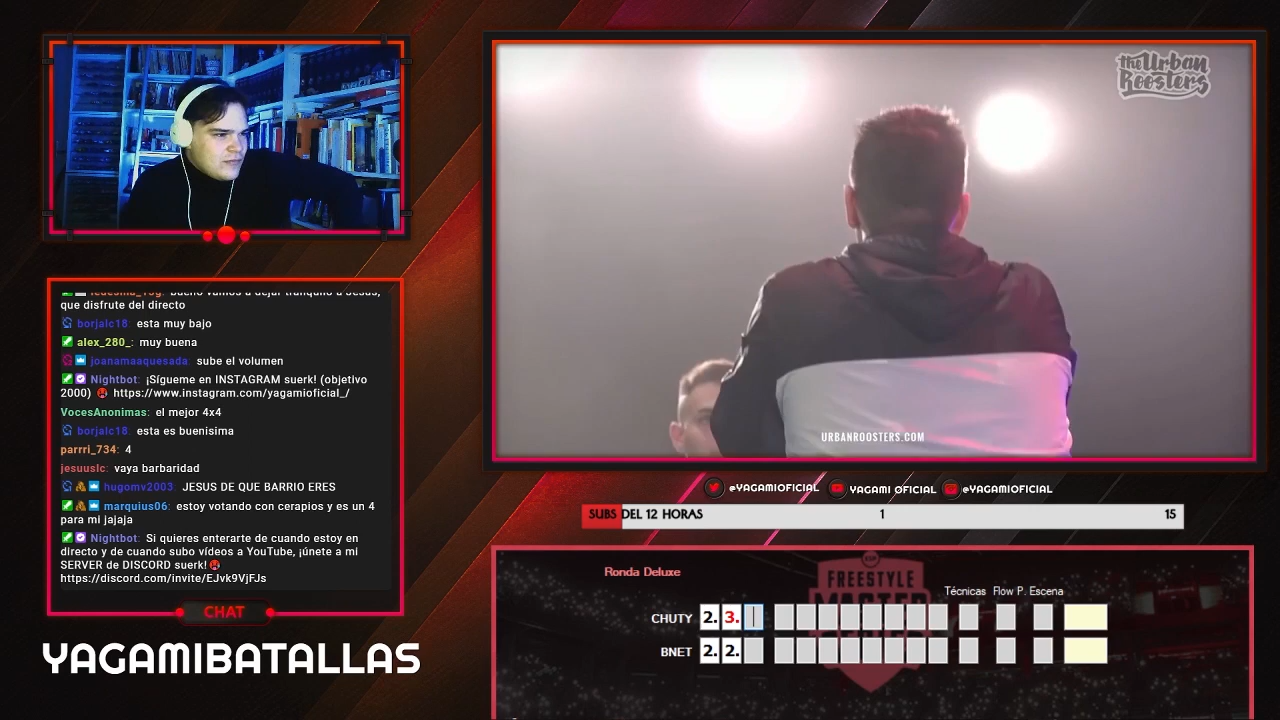 the Urban
Roosters
URBANROOSTERS.COM
que disfrute del directo
borjalc18: esta muy bajo
alex_280_: muy buena
joanamaaquesada: sube el volumen
Nightbot: ¡Sígueme en INSTAGRAM suerk! (objetivo
2000) https://www.instagram.com/yagamioficial_/
VocesAnonimas: el mejor 4x4
borjalc18: esta es buenisima
parrri_734: 4
jesuuslc: vaya barbaridad
hugomv2003: JESUS DE QUE BARRIO ERES
marquius06: estoy votando con cerapios y es un 4
para mi jajaja
Nightbot: Si quieres enterarte de cuando estoy en
directo y de cuando subo vídeos a YouTube, ¡únete a mi
SERVER de DISCORD suerk!
https://discord.com/invite/EJvk9VjFJs
CHAT
YAGAMIBATALLAS
@YAGAMIOFICIAL YAGAMI OFICIAL @YAGAMIOFICIAL
SUBS DEL 12 HORAS 1 15
Ronda Deluxe
FREESTYLE
MASTER
Técnicas Flow P. Escena
CHUTY 2. 3.
BNET 2. 2.